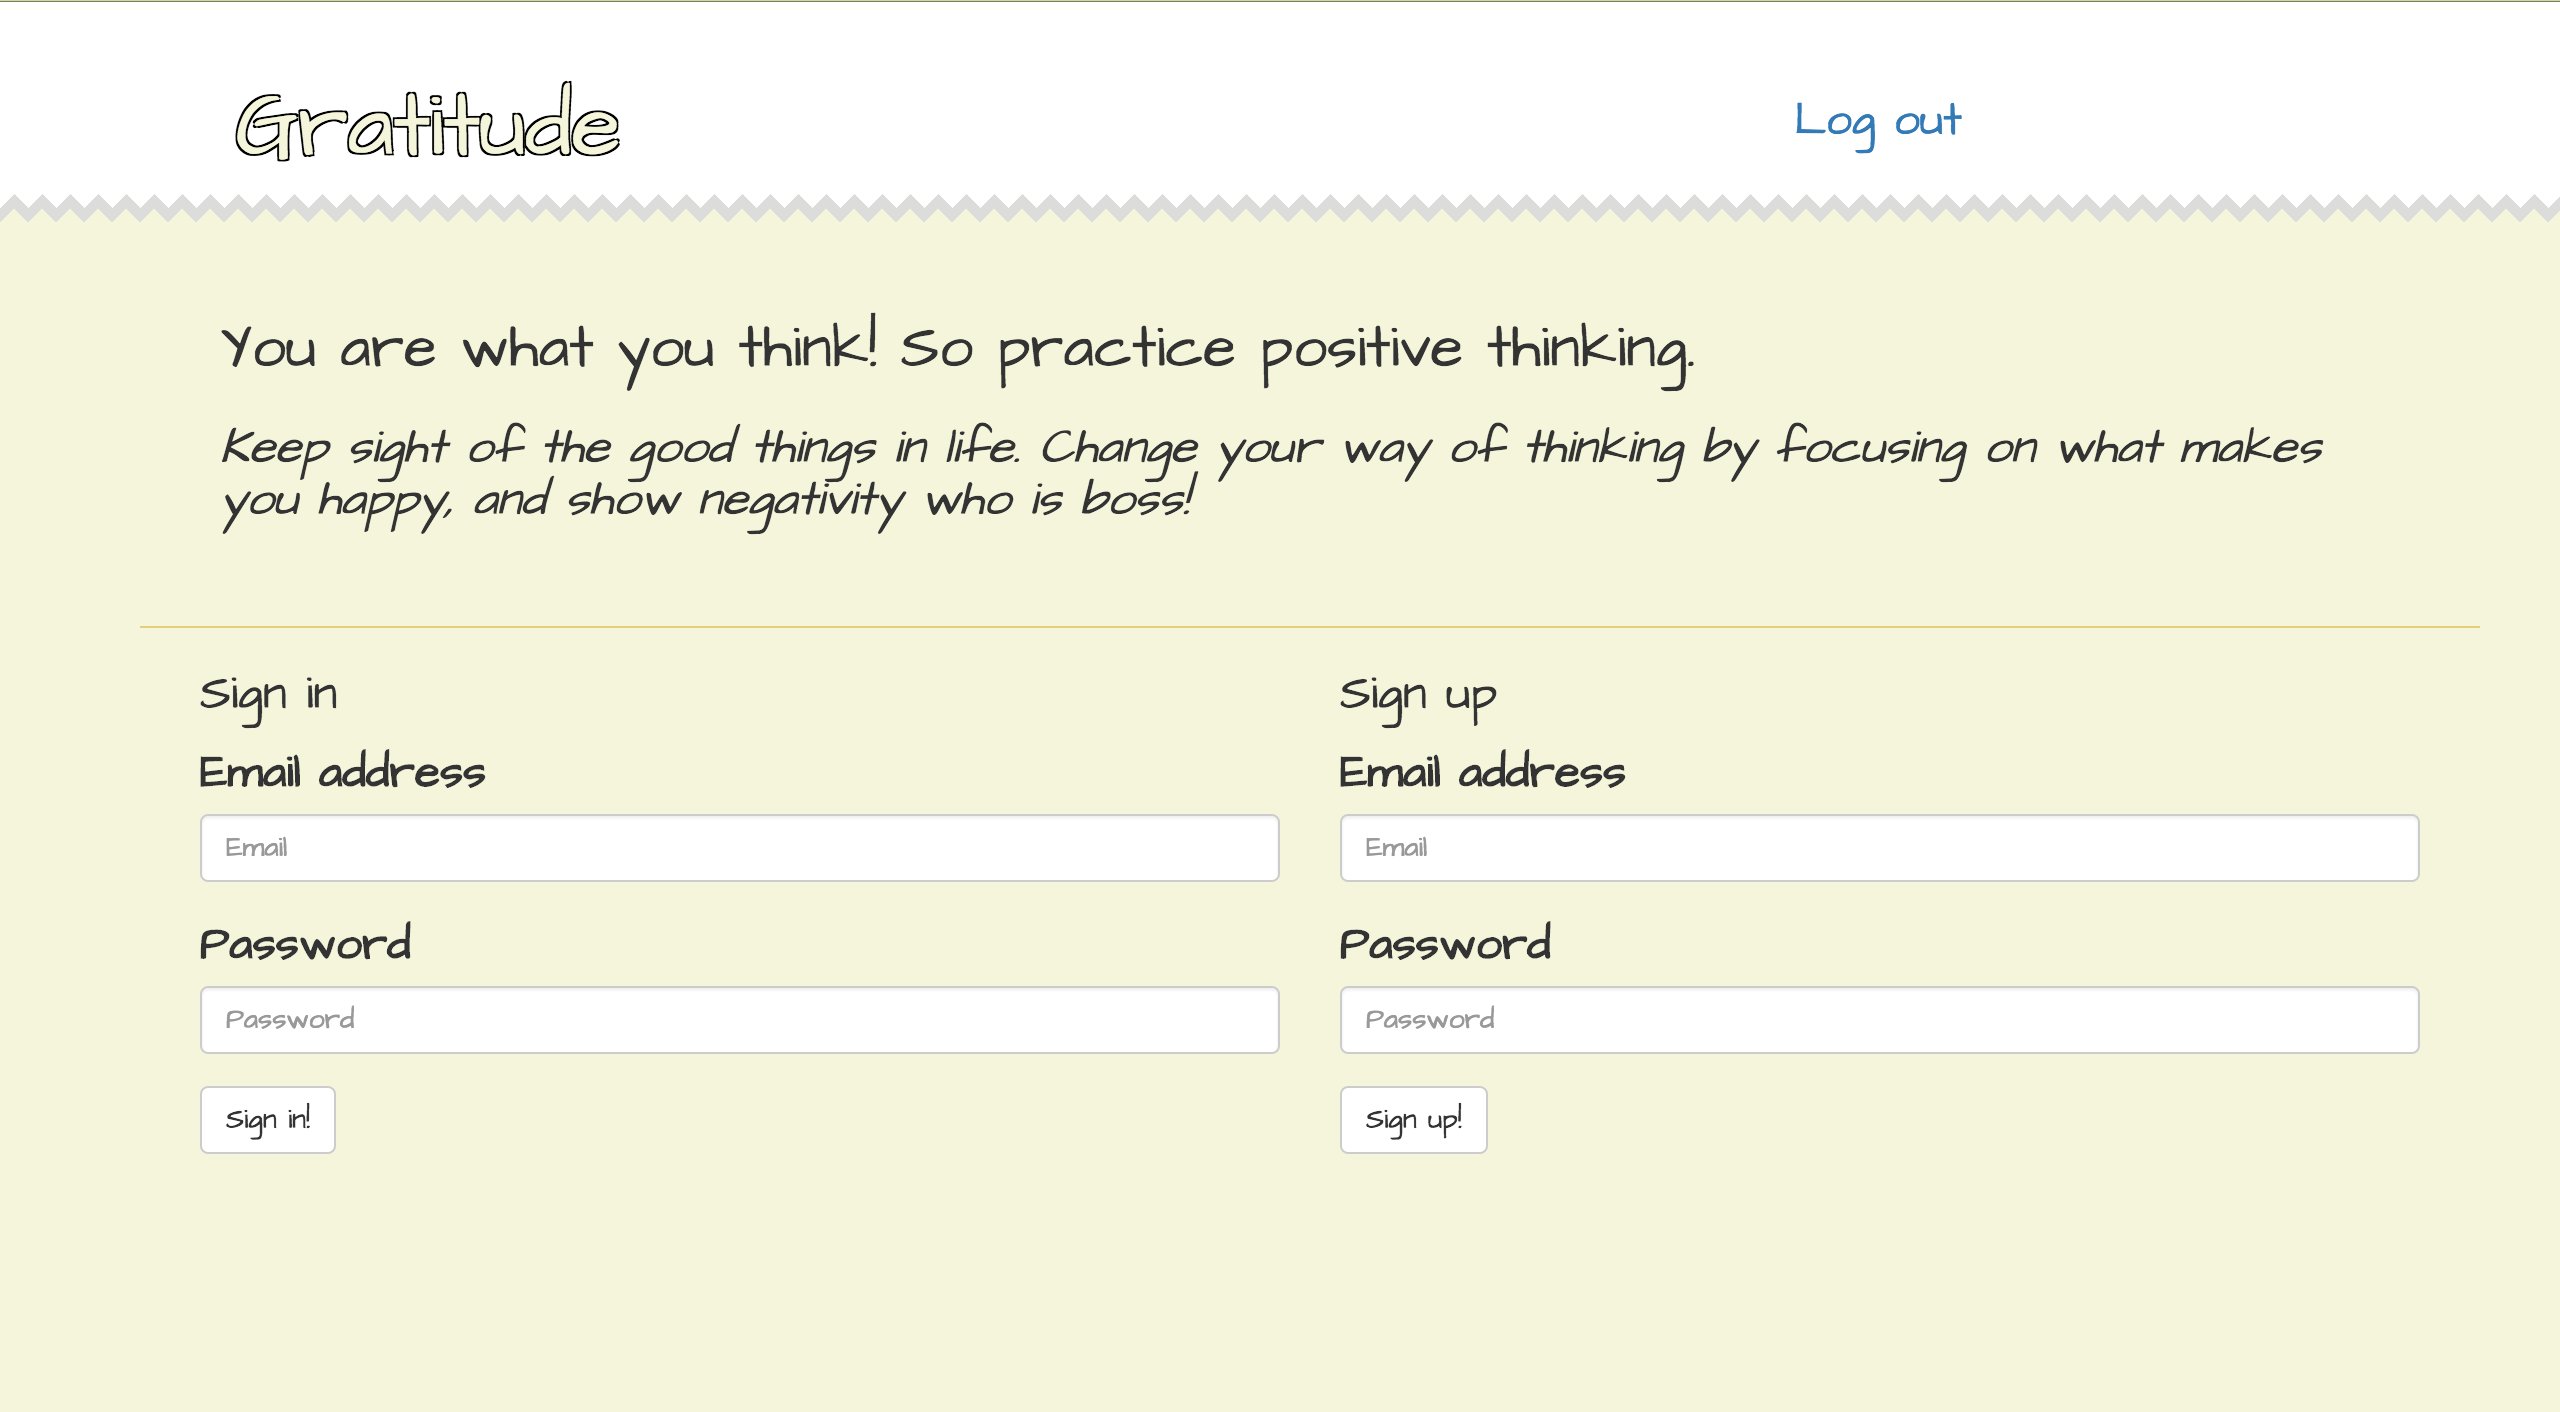 Gratitude
Log out
You are what you think! So practice positive thinking.
Keep sight of the good things in life. Change your way of thinking by focusing on what makes
you happy, and show negativity who is boss!
Sign in
Email address
Email
Password
Password
Sign in!
Sign up
Email address
Email
Password
Password
Sign up!